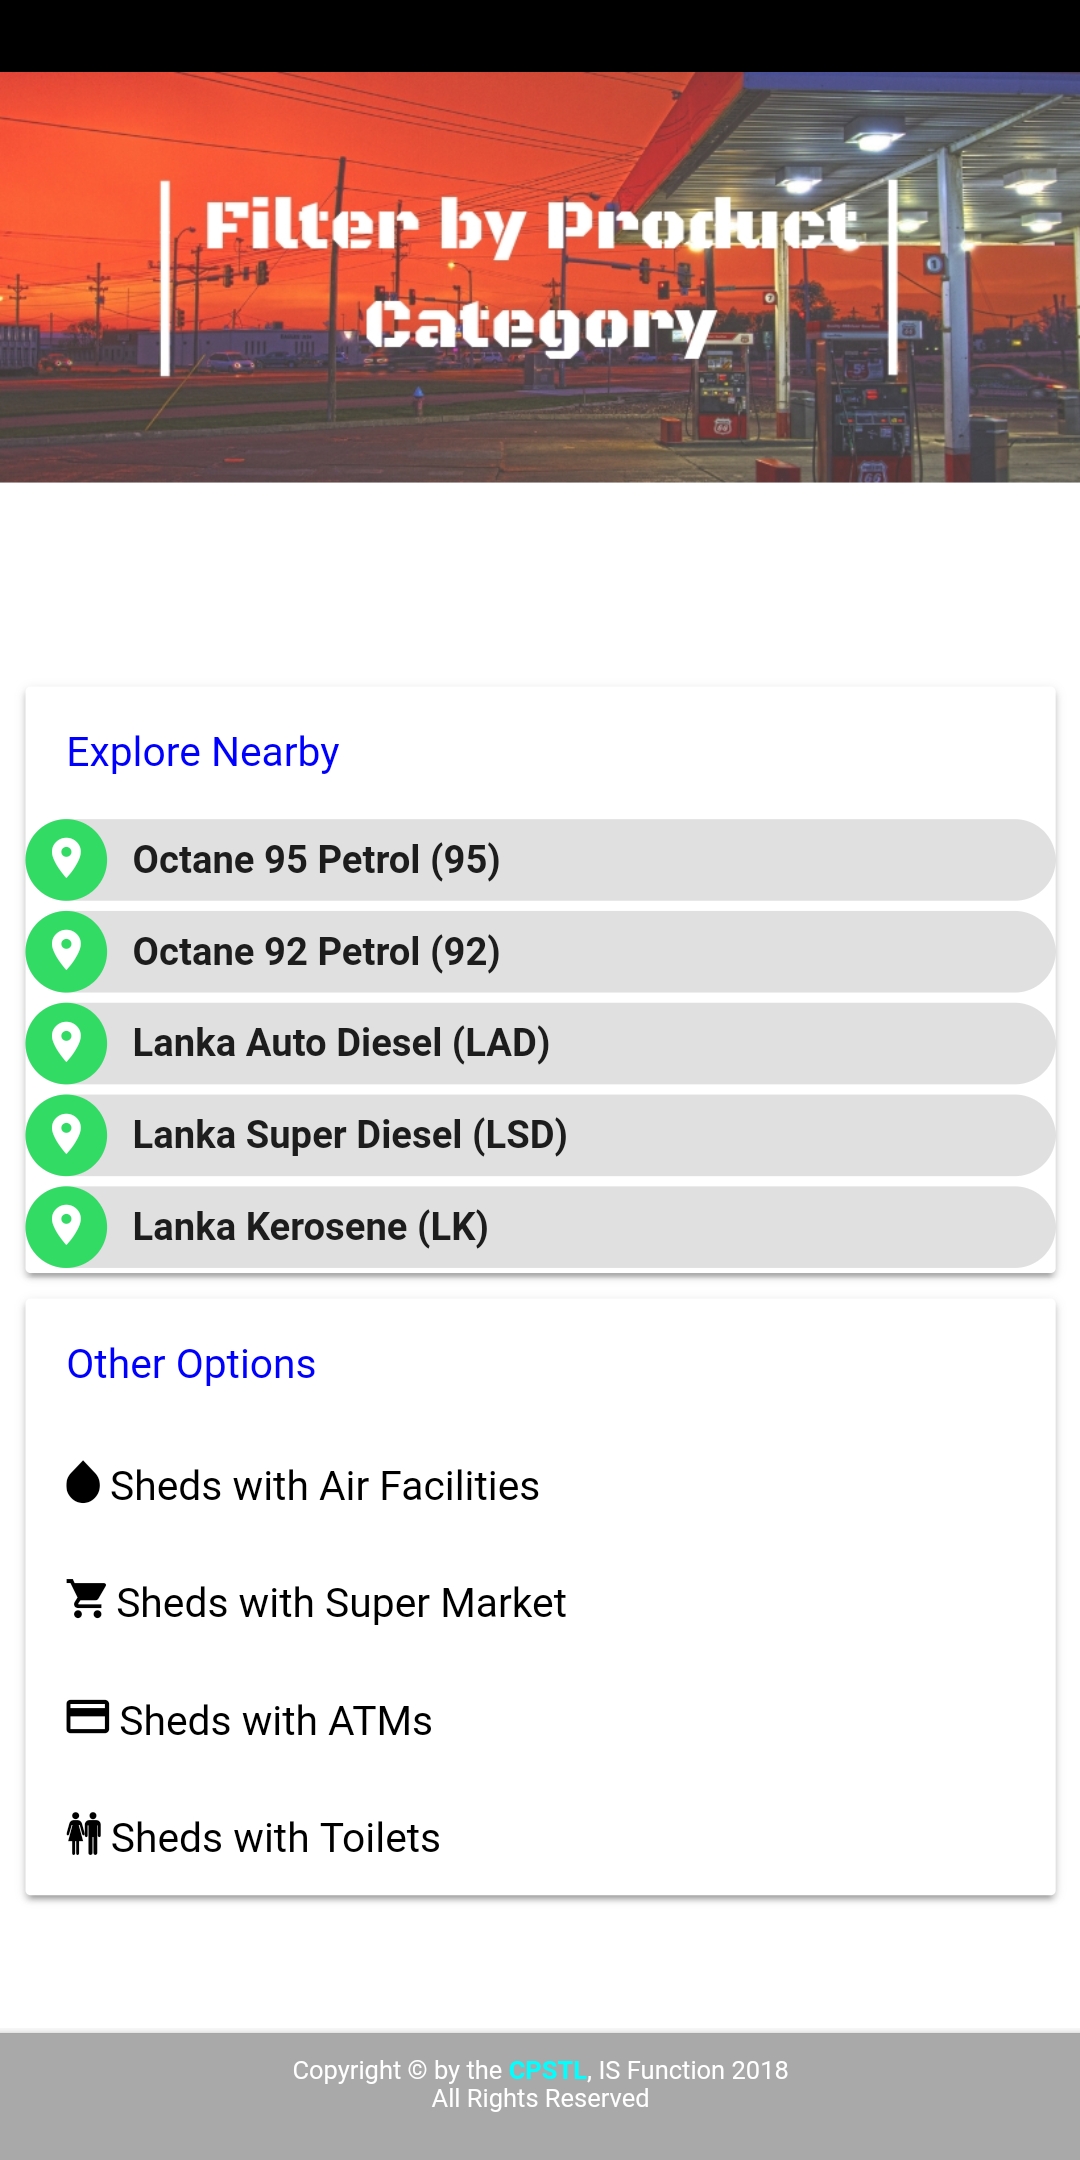 Filter by Product
Category
Explore Nearby
Octane 95 Petrol (95)
Octane 92 Petrol (92)
Lanka Auto Diesel (LAD)
Lanka Super Diesel (LSD)
Lanka Kerosene (LK)
Other Options
Sheds with Air Facilities
Sheds with Super Market
Sheds with ATMs
Sheds with Toilets
Copyright © by the CPSTL, IS Function 2018
All Rights Reserved